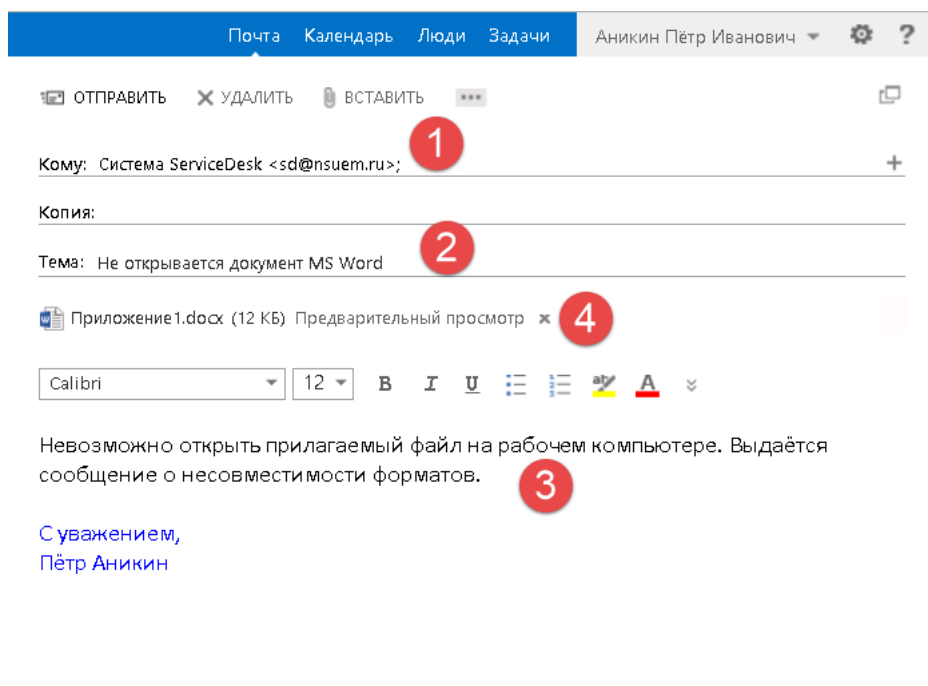 Почта Календарь Люди Задачи Аникин Пётр Иванович ?
ОТПРАВИТЬ УДАЛИТЬ ВСТАВИТЬ ...
1
Кому: Система ServiceDesk <sd@nsuem.ru>; +
Копия:
2
Тема: Не открывается документ MS Word
Приложение1.docx (12 КБ) Предварительный просмотр × 4
Calibri 12 B I U A
Невозможно открыть прилагаемый файл на рабочем компьютере. Выдаётся
сообщение о несовместимости форматов. 3
С уважением,
Пётр Аникин